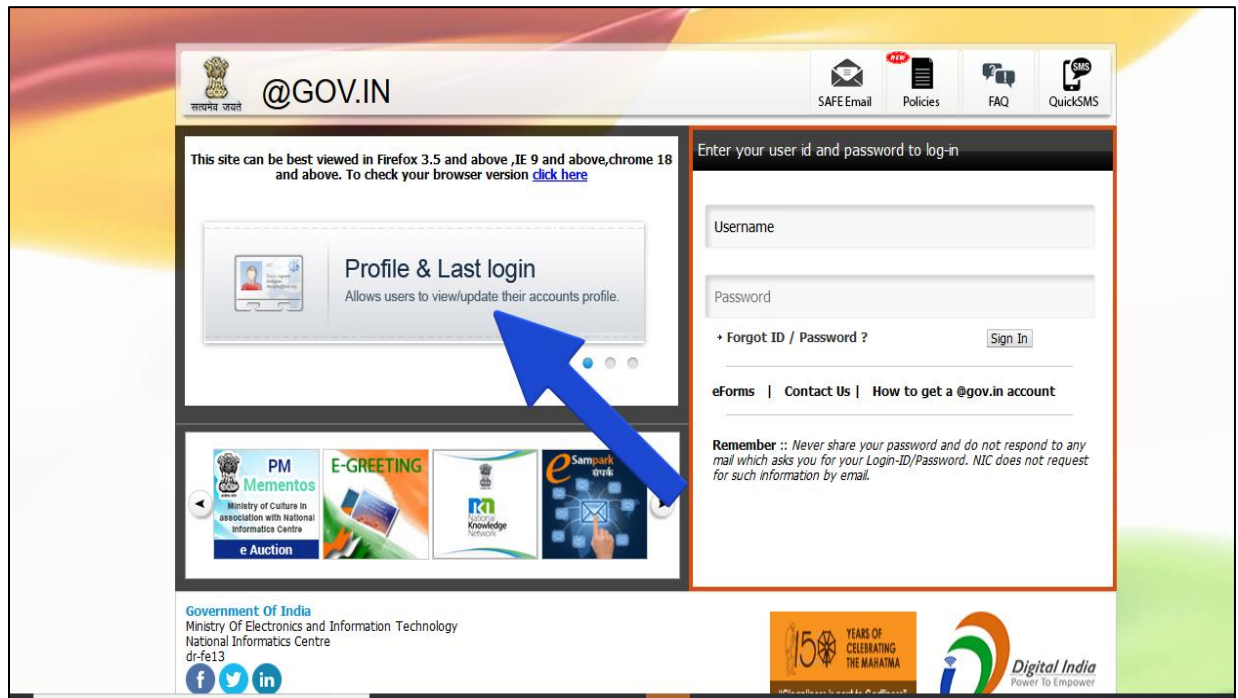 सत्यमेव जयते
@GOV.IN
SAFE Email
NEW
Policies
FAQ
SMS
QuickSMS
This site can be best viewed in Firefox 3.5 and above ,IE 9 and above,chrome 18
and above. To check your browser version click here
Profile & Last login
Allows users to view/update their accounts profile.
Enter your user id and password to log-in
Username
Password
Forgot ID / Password ?
Sign In
eForms | Contact Us | How to get a @gov.in account
Remember :: Never share your password and do not respond to any
mail which asks you for your Login-ID/Password. NIC does not request
for such information by email.
PM
Mementos
Ministry of Culture in
association with National
Informatics Centre
e Auction
E-GREETING
National
Knowledge
Network
e Sampark
संपर्क
Government Of India
Ministry Of Electronics and Information Technology
National Informatics Centre
dr-fe13
150
YEARS OF
CELEBRATING
THE MAHATMA
"Cleanliness is next to Godliness"
Digital India
Power To Empower